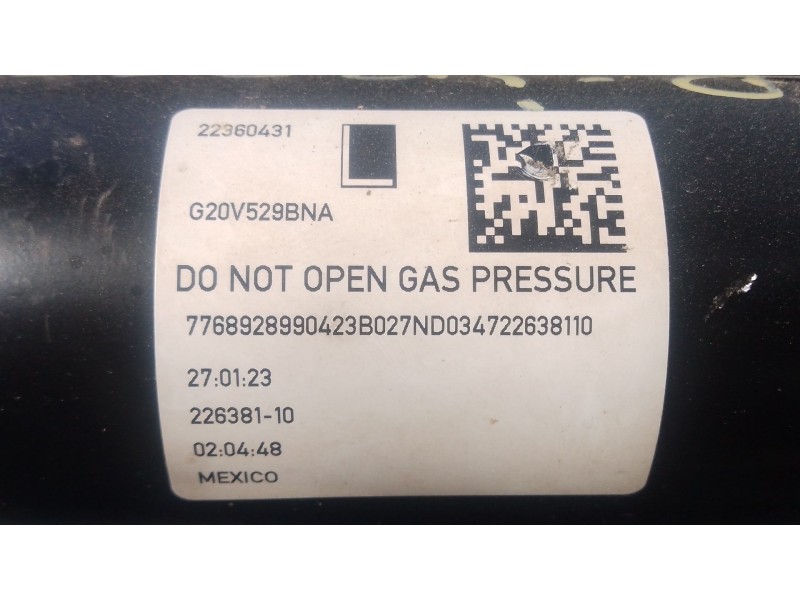 22360431
G20V529BNA
DO NOT OPEN GAS PRESSURE
7768928990423B027ND034722638110
27:01:23
226381-10
02:04:48
MEXICO